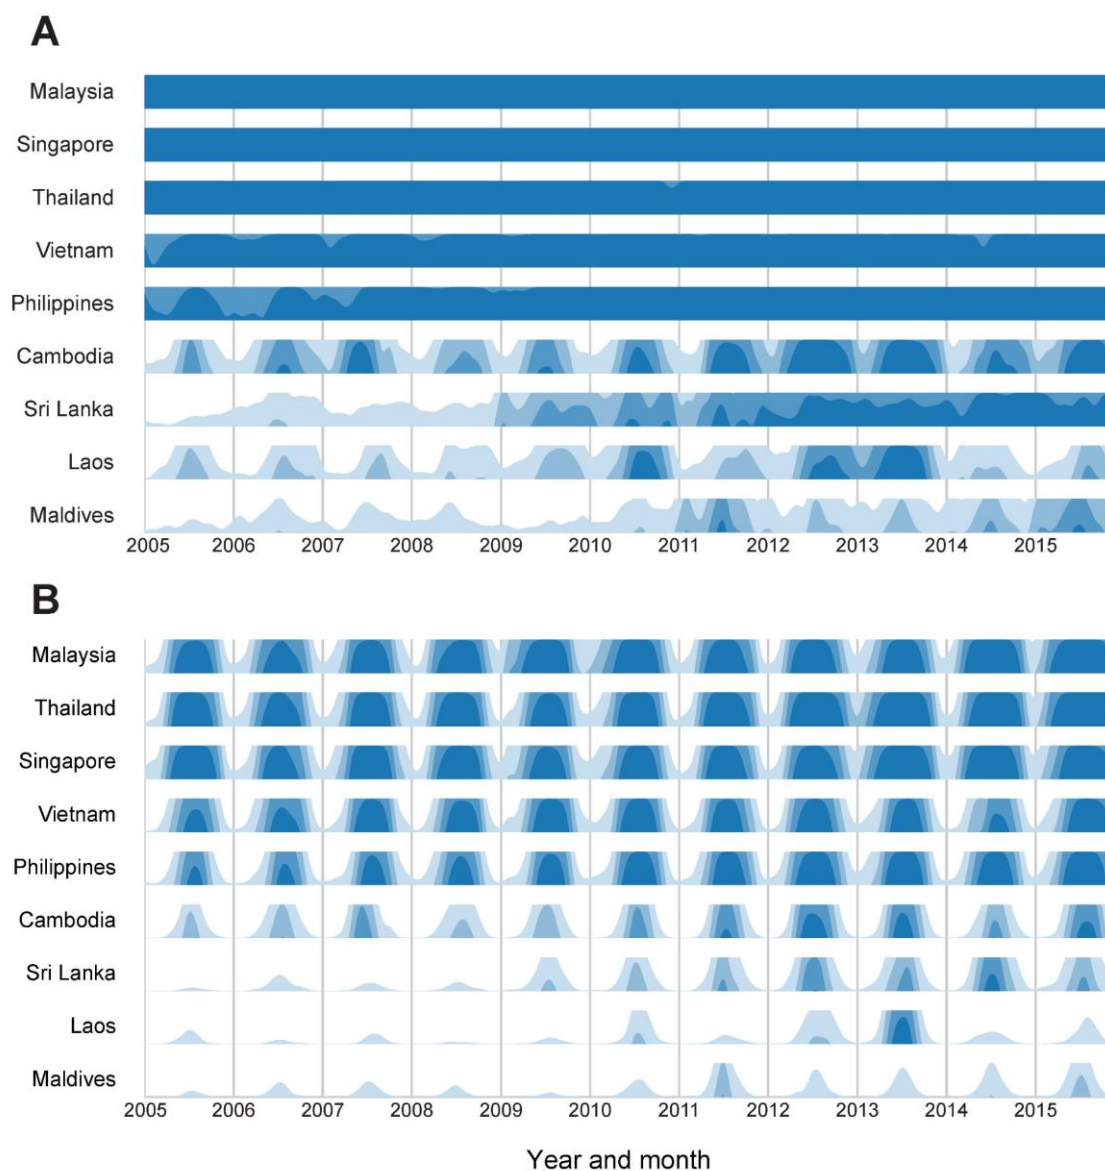 A
Malaysia
Singapore
Thailand
Vietnam
Philippines
Cambodia
Sri Lanka
Laos
Maldives
2005 2006 2007 2008 2009 2010 2011 2012 2013 2014 2015
B
Malaysia
Thailand
Singapore
Vietnam
Philippines
Cambodia
Sri Lanka
Laos
Maldives
2005 2006 2007 2008 2009 2010 2011 2012 2013 2014 2015
Year and month